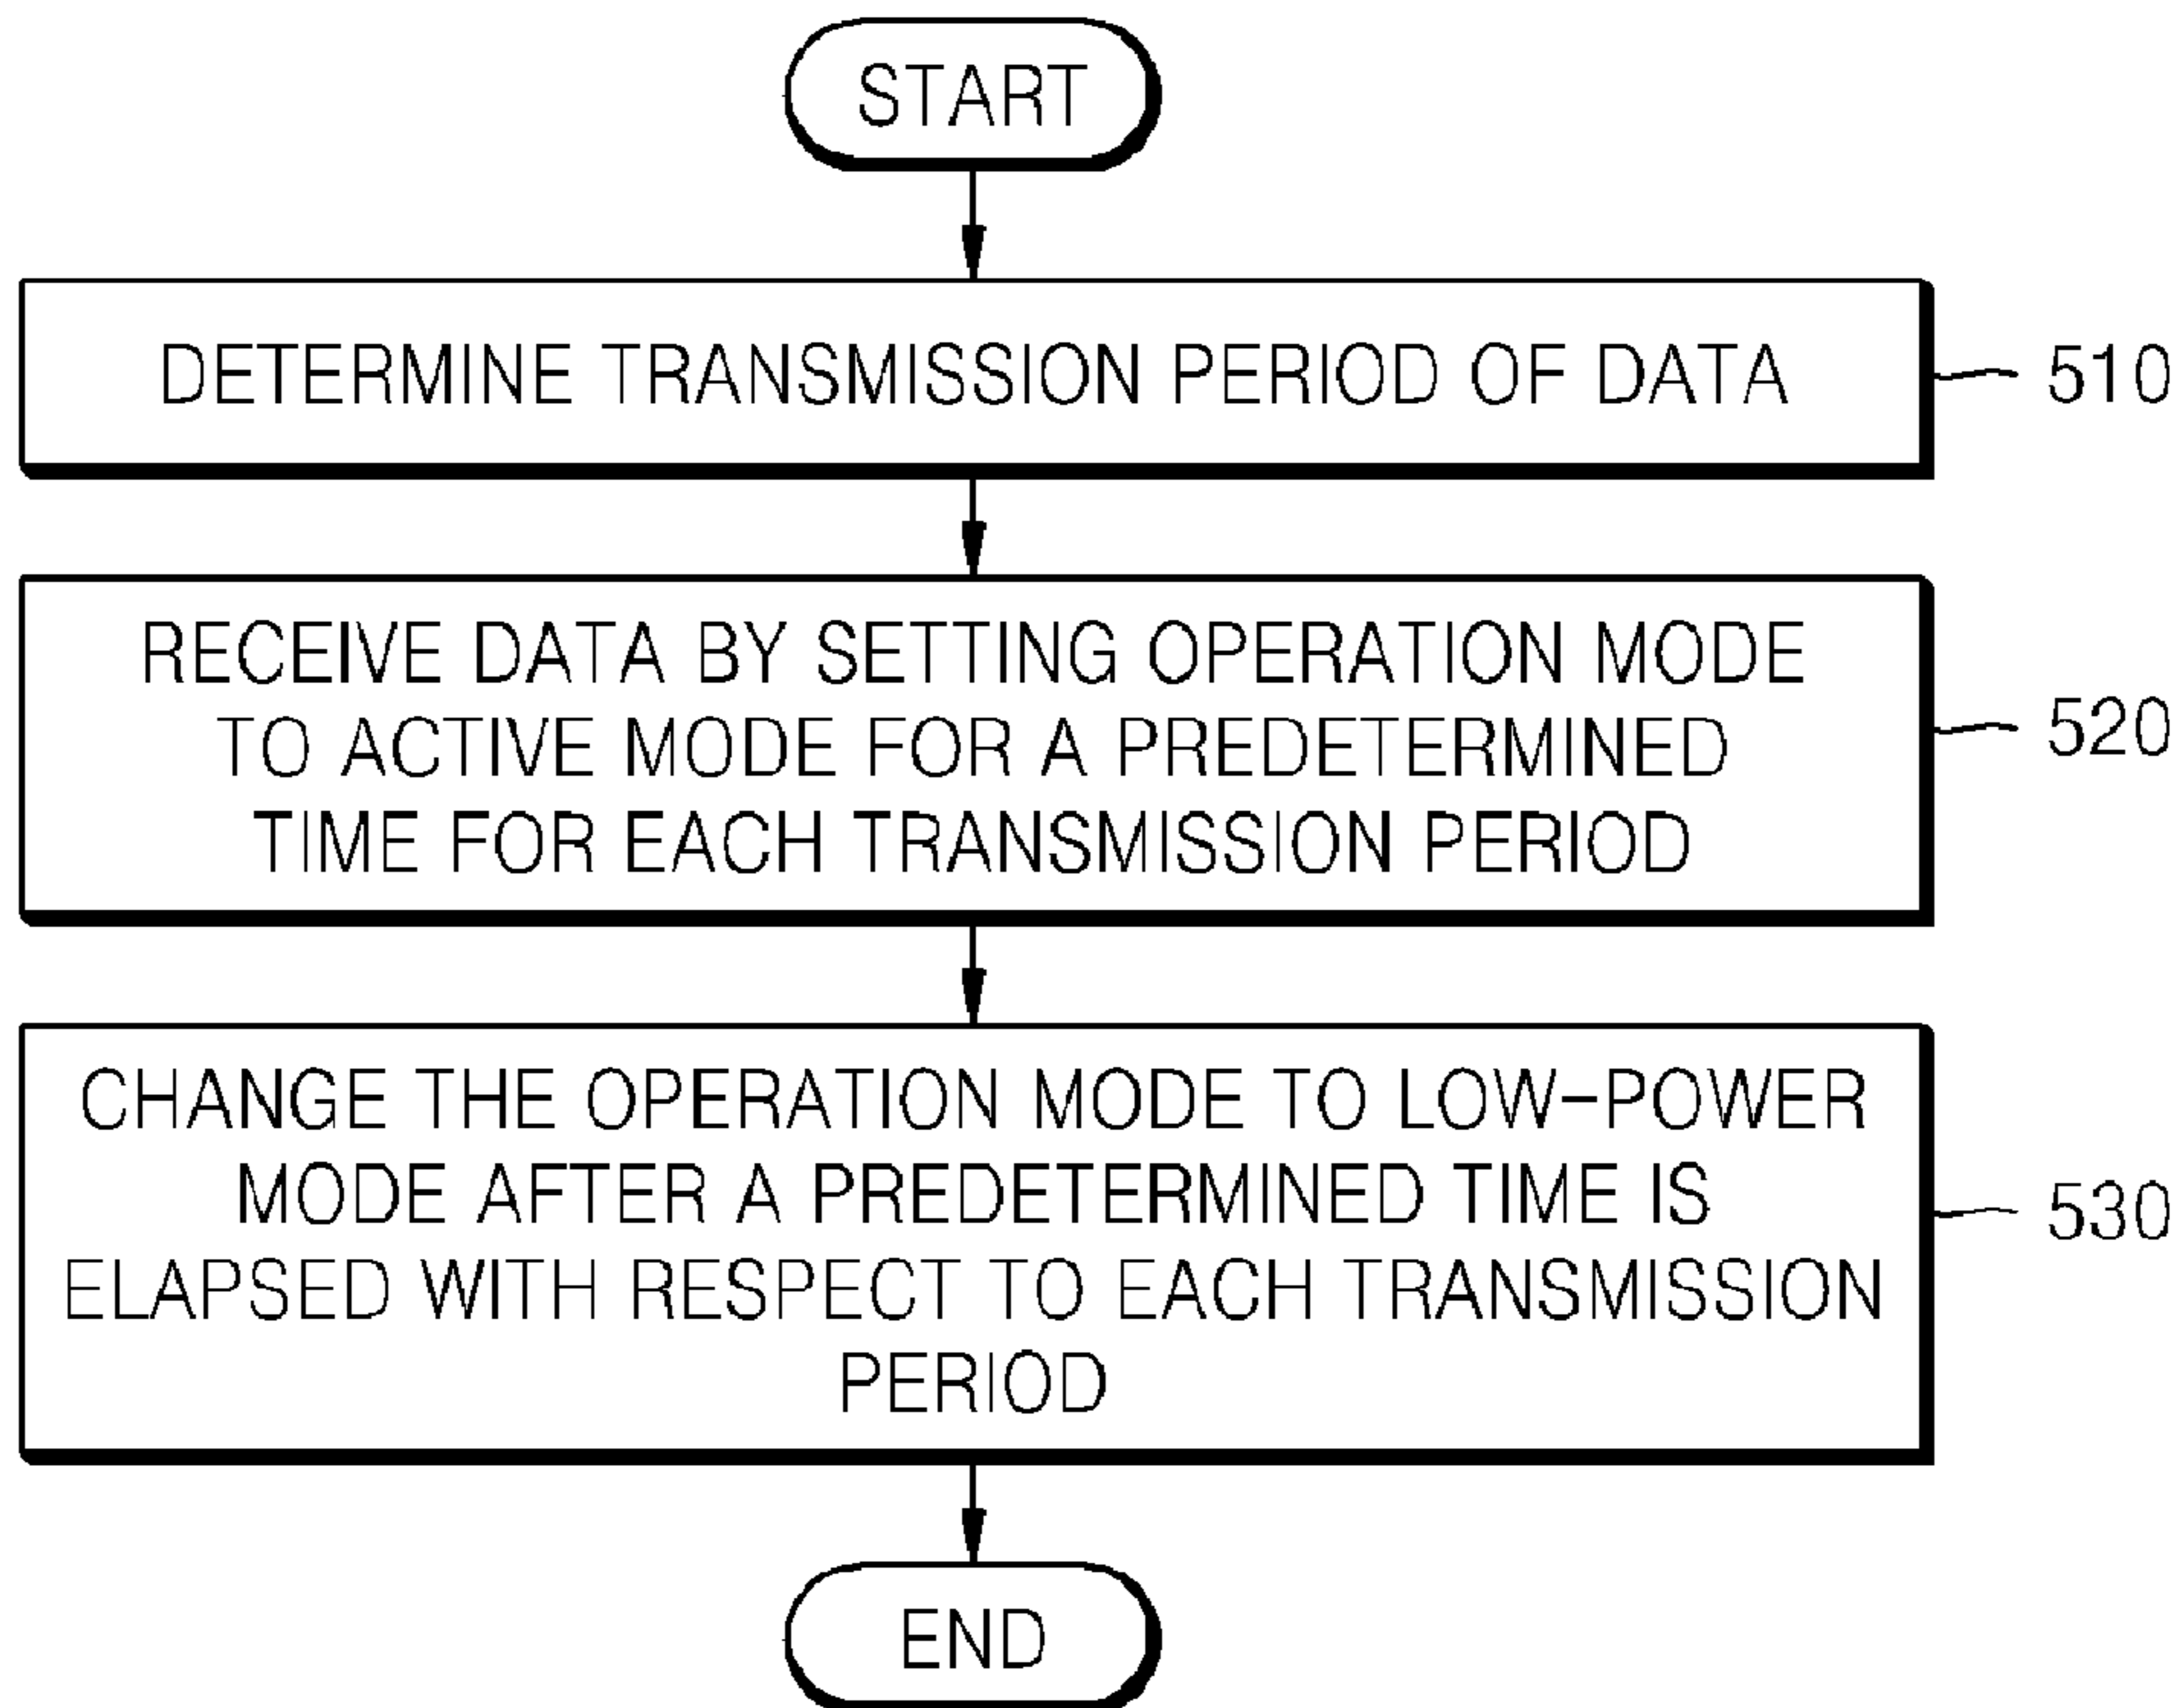 START
DETERMINE TRANSMISSION PERIOD OF DATA
510
RECEIVE DATA BY SETTING OPERATION MODE
TO ACTIVE MODE FOR A PREDETERMINED
TIME FOR EACH TRANSMISSION PERIOD
520
CHANGE THE OPERATION MODE TO LOW-POWER
MODE AFTER A PREDETERMINED TIME IS
ELAPSED WITH RESPECT TO EACH TRANSMISSION
PERIOD
530
END